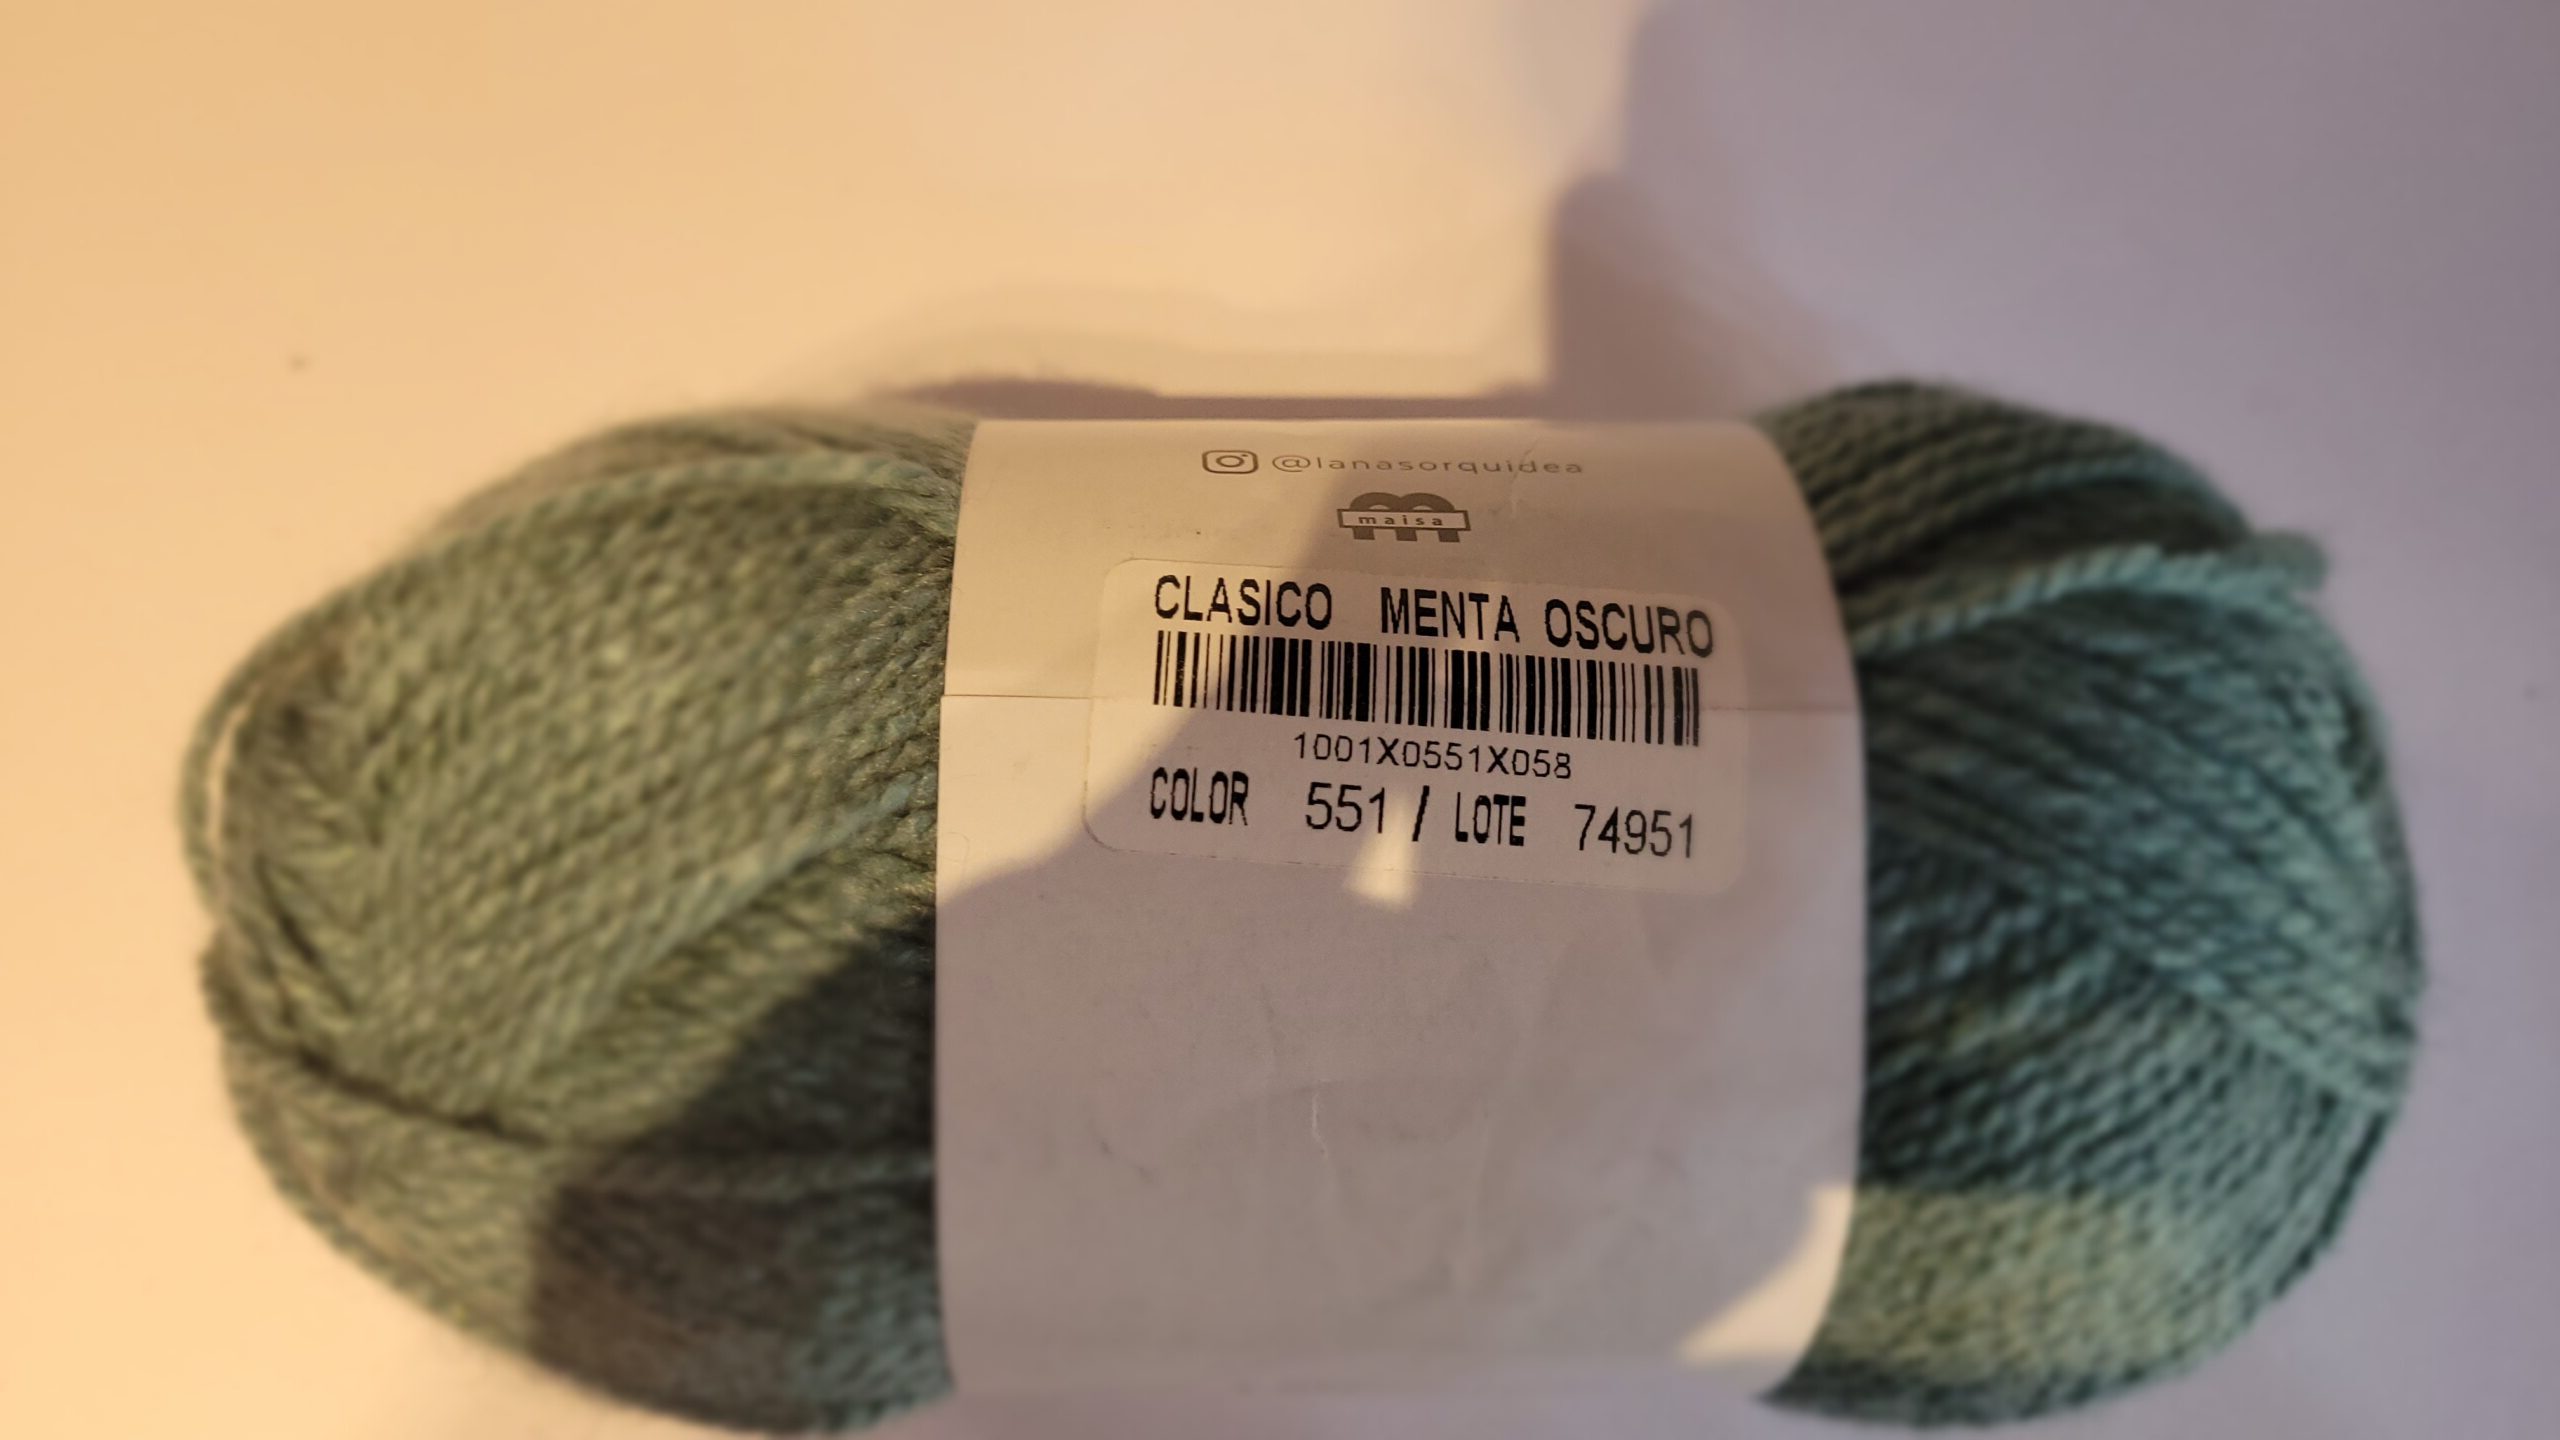 @lanasorquidea
maisa
CLASICO MENTA OSCURO
1001X0551X058
COLOR 551 / LOTE 74951